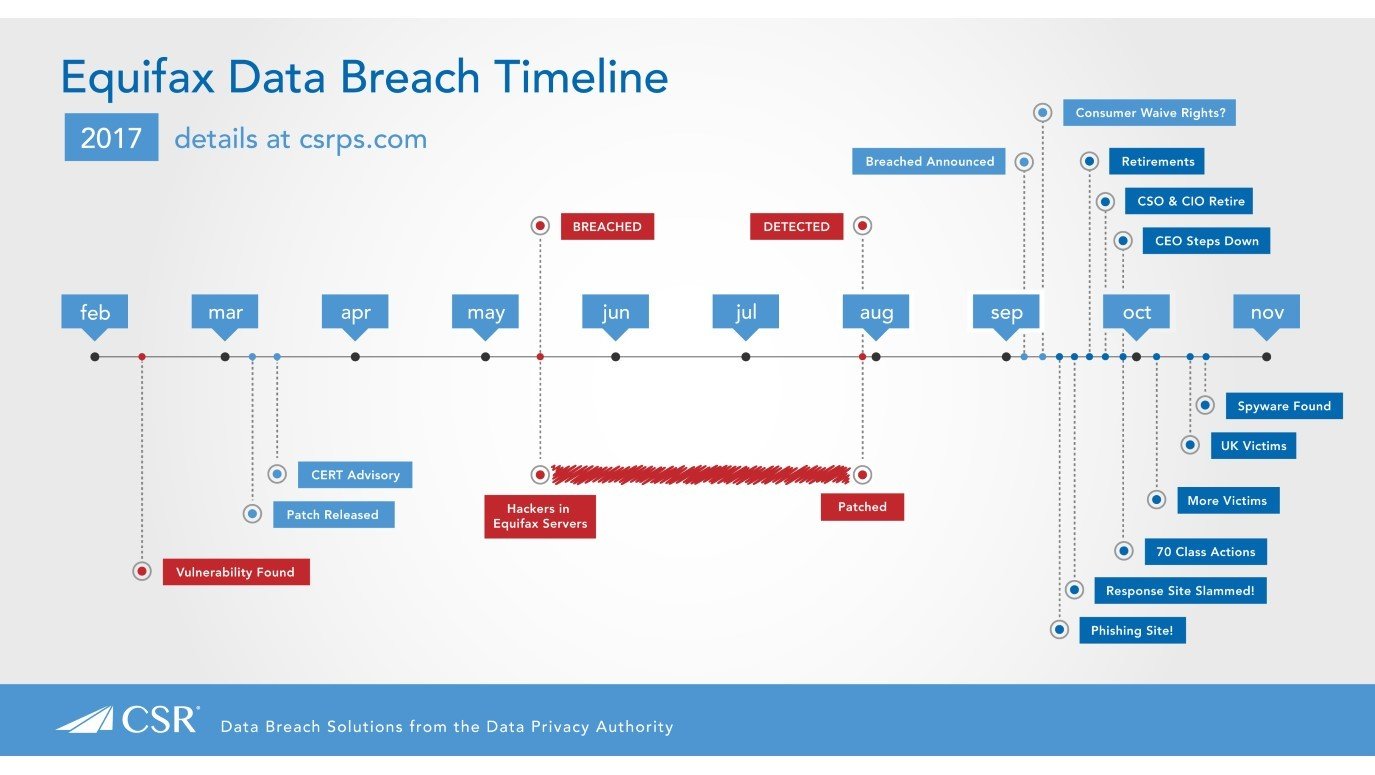 Equifax Data Breach Timeline
2017 details at csrps.com
Consumer Waive Rights?
Breached Announced
Retirements
CSO & CIO Retire
BREACHED
DETECTED
CEO Steps Down
feb mar apr may jun jul aug sep oct nov
Spyware Found
UK Victims
CERT Advisory
More Victims
Patch Released
Hackers in
Equifax Servers
Patched
70 Class Actions
Vulnerability Found
Response Site Slammed!
Phishing Site!
CSR® Data Breach Solutions from the Data Privacy Authority